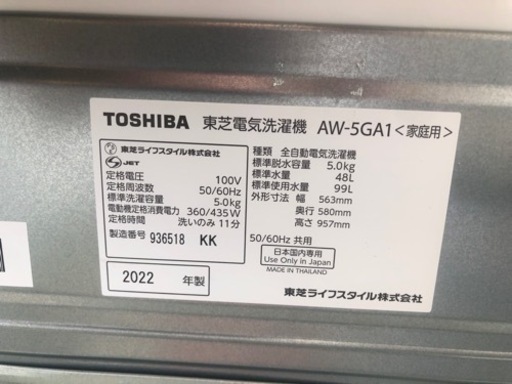 TOSHIBA 東芝電気洗濯機 AW-5GA1<家庭用>
東芝ライフスタイル株式会社
S JET
定格電圧 100V
定格周波数 50/60Hz
標準洗濯容量 5.0kg
電動機定格消費電力 360/435W
定格時間 洗いのみ 11分
製造番号 936518 KK
2022 年製
種類 全自動電気洗濯機
標準脱水容量 5.0kg
標準水量 48L
標準使用水量 99L
外形寸法 幅 563mm
奥行 580mm
高さ 957mm
50/60Hz 共用
日本国内専用
Use Only in Japan
MADE IN THAILAND
東芝ライフスタイル株式会社